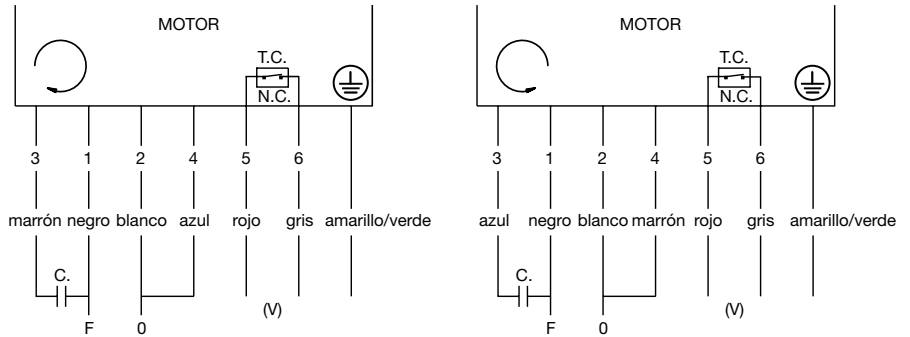 MOTOR
T.C.
N.C.
3 1 2 4 5 6
marrón negro blanco azul rojo gris amarillo/verde
C.
F 0 (V)
MOTOR
T.C.
N.C.
3 1 2 4 5 6
azul negro blanco marrón rojo gris amarillo/verde
C.
F 0 (V)